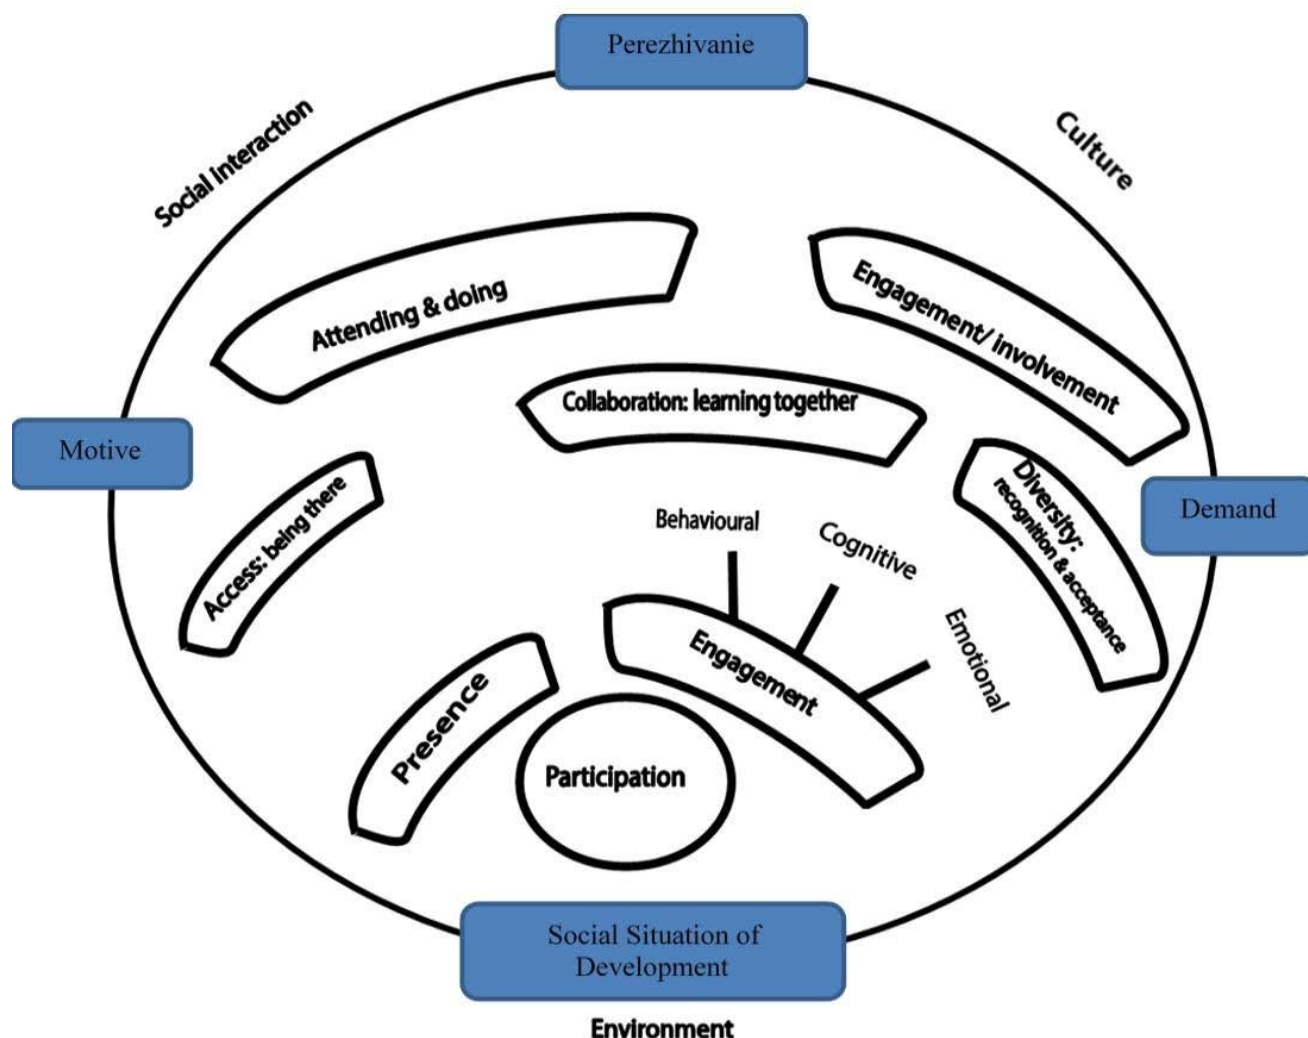 Perezhivanie
Social interaction
Culture
Attending & doing
Engagement/ involvement
Collaboration: learning together
Motive
Demand
Access: being there
Diversity:
recognition & acceptance
Behavioural
Cognitive
Emotional
Engagement
Presence
Participation
Social Situation of
Development
Environment